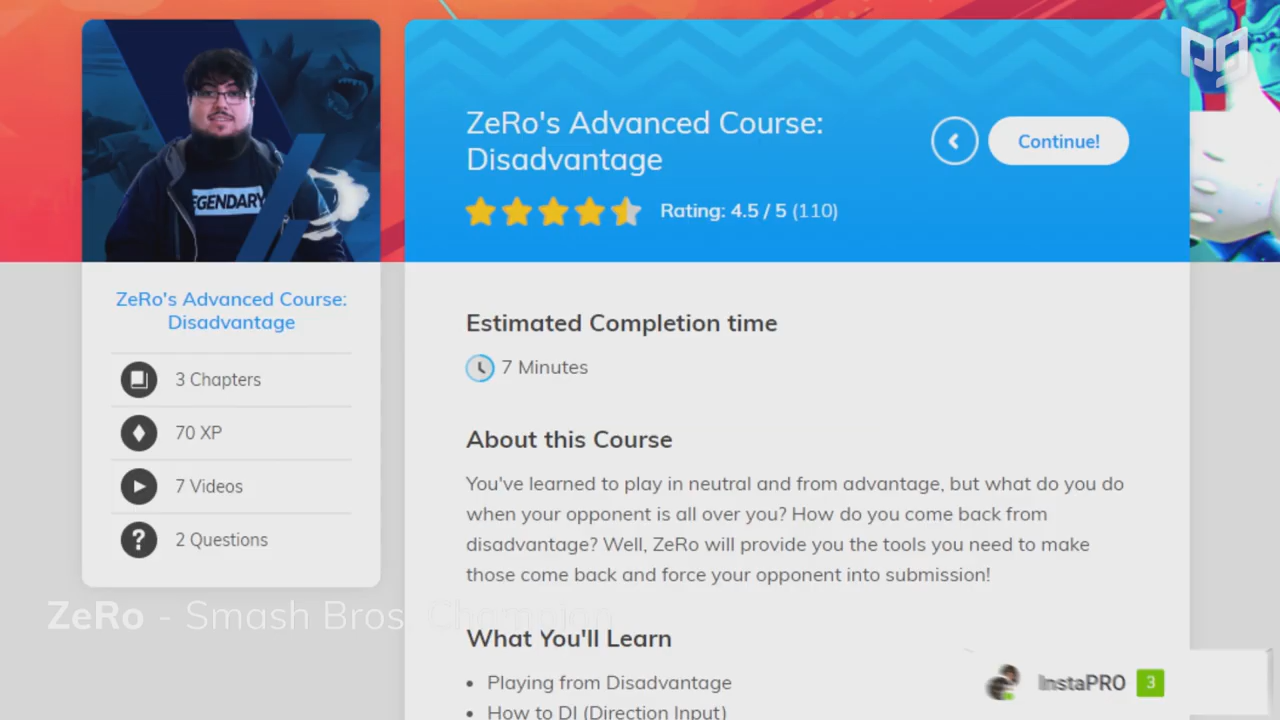 EGENDARY
ZeRo's Advanced Course:
Disadvantage
3 Chapters
70 XP
7 Videos
2 Questions
ZeRo's Advanced Course:
Disadvantage
Rating: 4.5 / 5 (110)
Continue!
Estimated Completion time
7 Minutes
About this Course
You've learned to play in neutral and from advantage, but what do you do
when your opponent is all over you? How do you come back from
disadvantage? Well, ZeRo will provide you the tools you need to make
those come back and force your opponent into submission!
What You'll Learn
• Playing from Disadvantage
• How to DI (Direction Input)
ZeRo - Smash Bros. Champion
InstaPRO 3
PG